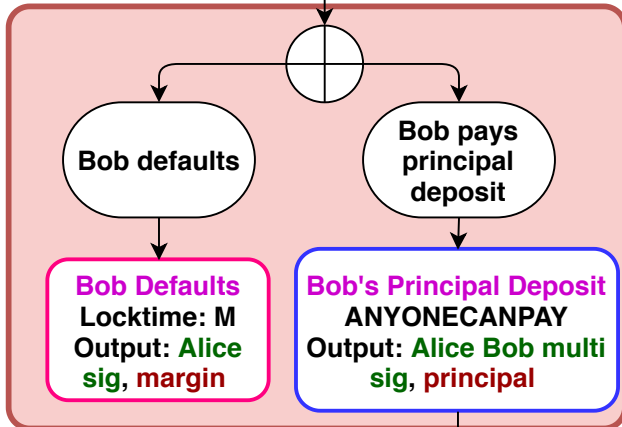 Bob defaults
Bob pays
principal
deposit
Bob Defaults
Locktime: M
Output: Alice
sig, margin
Bob's Principal Deposit
ANYONECANPAY
Output: Alice Bob multi
sig, principal